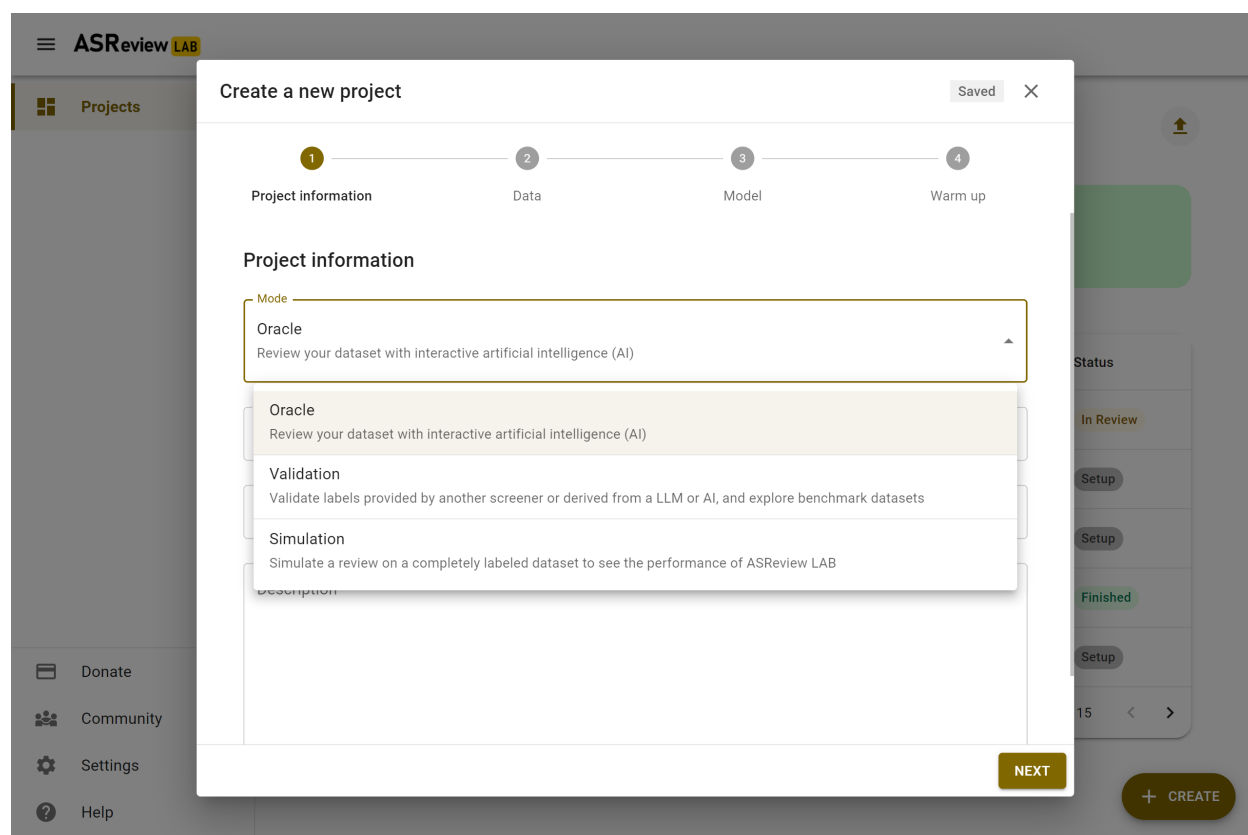 ASReview LAB
Projects
Create a new project
Saved
1
2
3
4
Project information
Data
Model
Warm up
Project information
Mode
Oracle
Review your dataset with interactive artificial intelligence (AI)
Oracle
Review your dataset with interactive artificial intelligence (AI)
Validation
Validate labels provided by another screener or derived from a LLM or AI, and explore benchmark datasets
Simulation
Simulate a review on a completely labeled dataset to see the performance of ASReview LAB
Description
Status
In Review
Setup
Setup
Finished
Setup
15
Donate
Community
Settings
Help
NEXT
CREATE